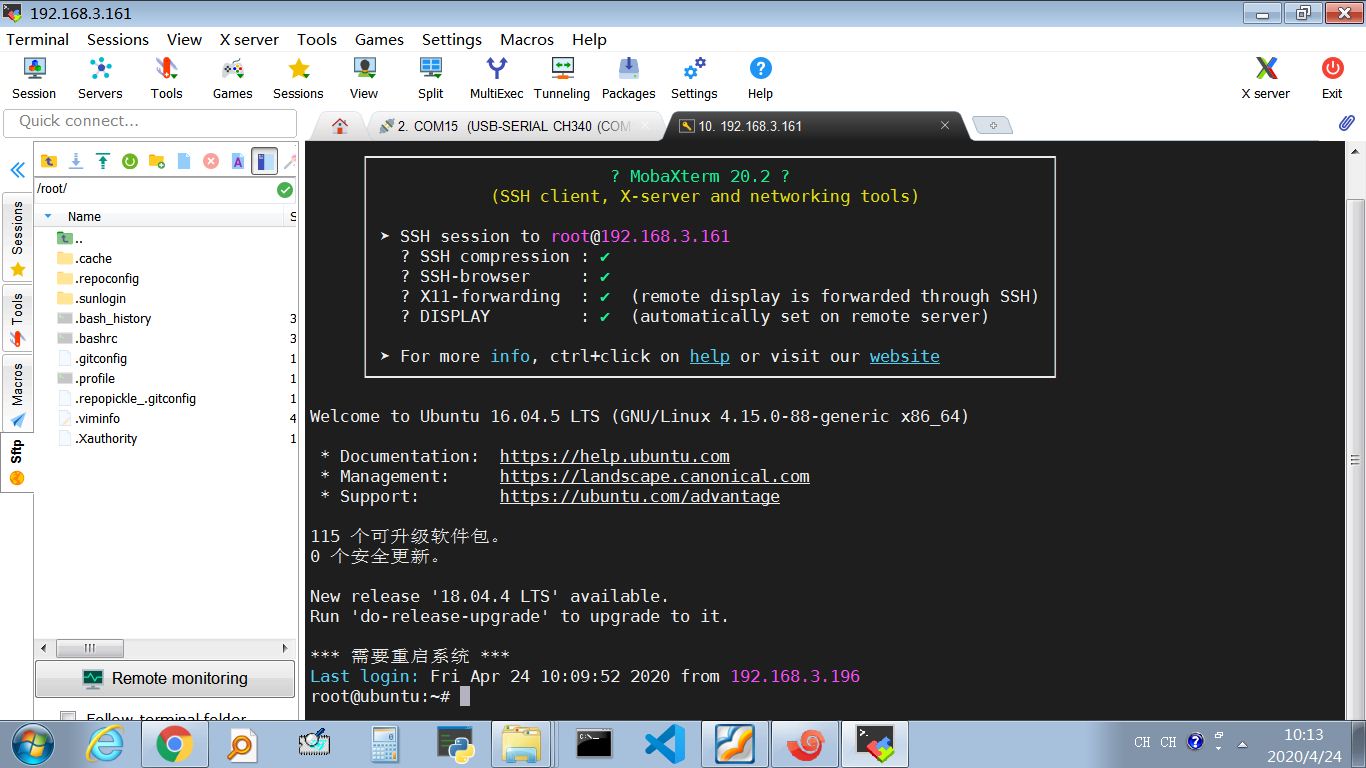 192.168.3.161
Terminal Sessions View X server Tools Games Settings Macros Help
Session Servers Tools Games Sessions View Split MultiExec Tunneling Packages Settings Help X server Exit
Quick connect...
2. COM15 (USB-SERIAL CH340 (COM
10. 192.168.3.161
/root/
Name S
..
.cache
.repoconfig
.sunlogin
.bash_history 3
.bashrc 3
.gitconfig 1
.profile 1
.repopickle_.gitconfig 1
.viminfo 4
.Xauthority 1
Sessions
Tools
Macros
Sftp
Remote monitoring
Follow terminal folder
? MobaXterm 20.2 ?
(SSH client, X-server and networking tools)
➤ SSH session to root@192.168.3.161
? SSH compression : ✔
? SSH-browser : ✔
? X11-forwarding : ✔ (remote display is forwarded through SSH)
? DISPLAY : ✔ (automatically set on remote server)
➤ For more info, ctrl+click on help or visit our website
Welcome to Ubuntu 16.04.5 LTS (GNU/Linux 4.15.0-88-generic x86_64)
* Documentation: https://help.ubuntu.com
* Management: https://landscape.canonical.com
* Support: https://ubuntu.com/advantage
115 个可升级软件包。
0 个安全更新。
New release '18.04.4 LTS' available.
Run 'do-release-upgrade' to upgrade to it.
*** 需要重启系统 ***
Last login: Fri Apr 24 10:09:52 2020 from 192.168.3.196
root@ubuntu:~#
CH CH
10:13
2020/4/24